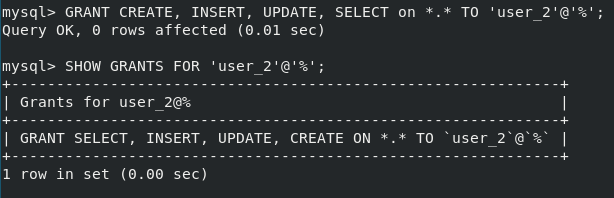 mysql> GRANT CREATE, INSERT, UPDATE, SELECT on *.* TO 'user_2'@'%';
Query OK, 0 rows affected (0.01 sec)
mysql> SHOW GRANTS FOR 'user_2'@'%';
+-------------------------------------------------------------+
| Grants for user_2@%                                         |
+-------------------------------------------------------------+
| GRANT SELECT, INSERT, UPDATE, CREATE ON *.* TO `user_2`@`%` |
+-------------------------------------------------------------+
1 row in set (0.00 sec)